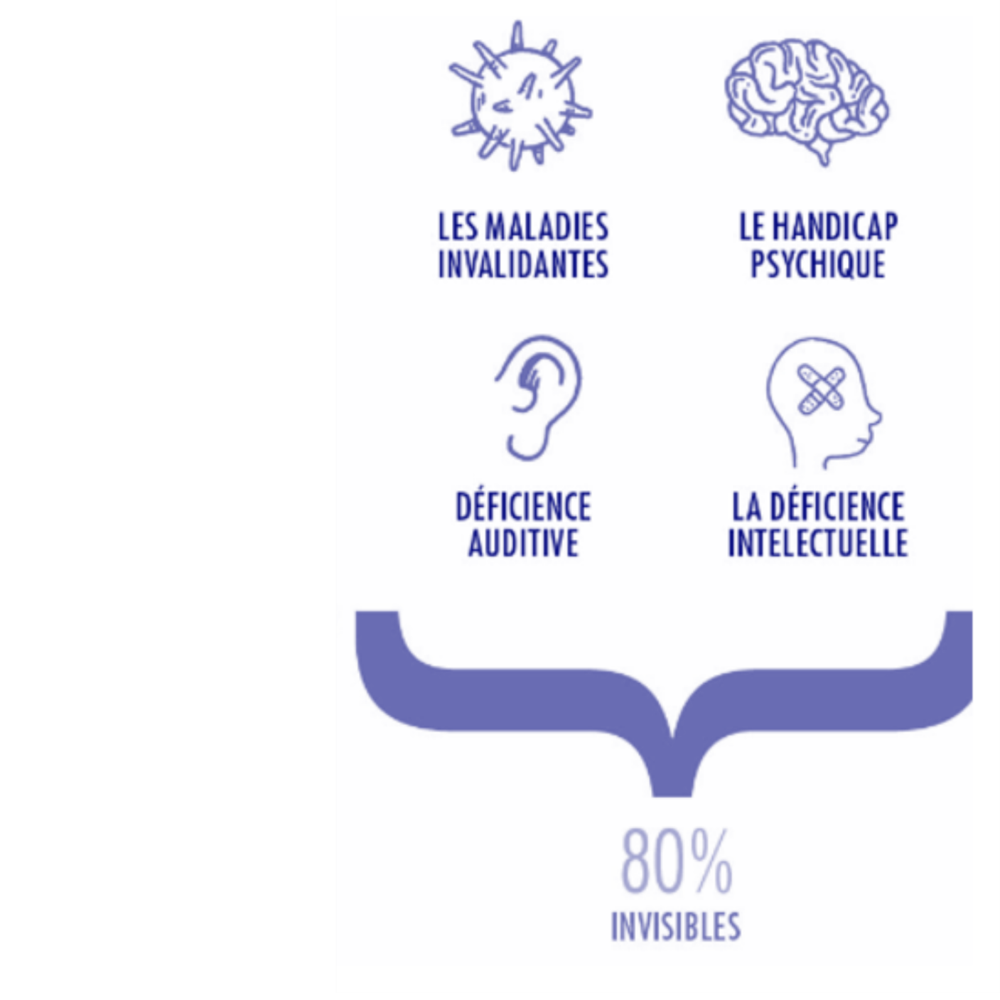 LES MALADIES
INVALIDANTES
LE HANDICAP
PSYCHIQUE
DÉFICIENCE
AUDITIVE
LA DÉFICIENCE
INTELECTUELLE
80%
INVISIBLES